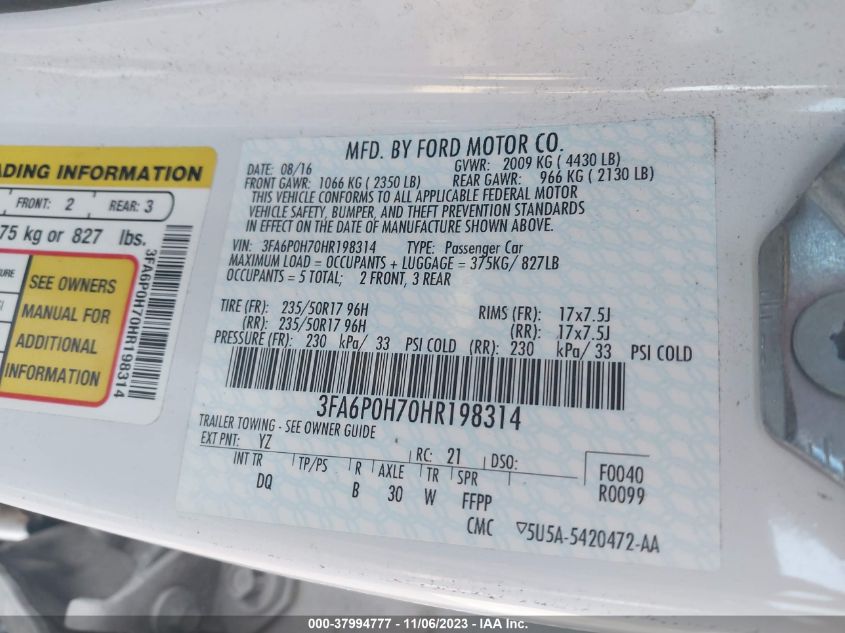 ADING INFORMATION
FRONT: 2 REAR: 3
75 kg or 827 lbs.
SEE OWNERS
MANUAL FOR
ADDITIONAL
INFORMATION
3FA6P0H70HR198314
MFD. BY FORD MOTOR CO.
DATE: 08/16 GVWR: 2009 KG ( 4430 LB)
FRONT GAWR: 1066 KG ( 2350 LB) REAR GAWR: 966 KG ( 2130 LB)
THIS VEHICLE CONFORMS TO ALL APPLICABLE FEDERAL MOTOR
VEHICLE SAFETY, BUMPER, AND THEFT PREVENTION STANDARDS
IN EFFECT ON THE DATE OF MANUFACTURE SHOWN ABOVE.
VIN: 3FA6P0H70HR198314 TYPE: Passenger Car
MAXIMUM LOAD = OCCUPANTS + LUGGAGE = 375KG/ 827LB
OCCUPANTS = 5 TOTAL; 2 FRONT, 3 REAR
TIRE (FR): 235/50R17 96H RIMS (FR): 17x7.5J
(RR): 235/50R17 96H (RR): 17x7.5J
PRESSURE (FR): 230 kPa/ 33 PSI COLD (RR): 230 kPa/ 33 PSI COLD
3FA6P0H70HR198314
TRAILER TOWING - SEE OWNER GUIDE
EXT PNT: YZ RC: 21 DSO:
INT TR TP/PS R AXLE TR SPR F0040
DQ B 30 W FFPP R0099
CMC ▽5U5A-5420472-AA
000-37994777 - 11/06/2023 - IAA Inc.